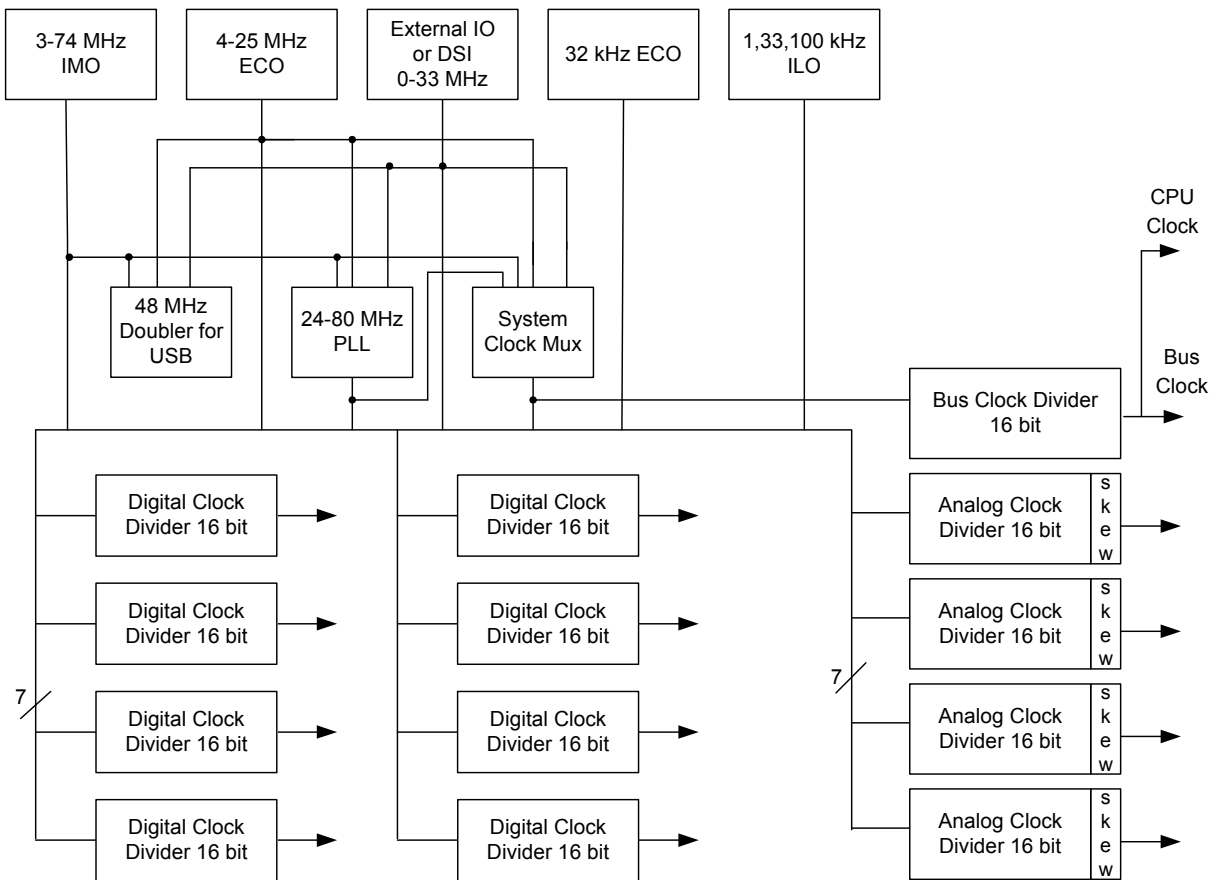 3-74 MHz
IMO
4-25 MHz
ECO
External IO
or DSI
0-33 MHz
32 kHz ECO
1,33,100 kHz
ILO
48 MHz
Doubler for
USB
24-80 MHz
PLL
System
Clock Mux
CPU
Clock
Bus
Clock
Bus Clock Divider
16 bit
Digital Clock
Divider 16 bit
Digital Clock
Divider 16 bit
Analog Clock
Divider 16 bit
skew
Digital Clock
Divider 16 bit
Digital Clock
Divider 16 bit
Analog Clock
Divider 16 bit
skew
7
7
Digital Clock
Divider 16 bit
Digital Clock
Divider 16 bit
Analog Clock
Divider 16 bit
skew
Digital Clock
Divider 16 bit
Digital Clock
Divider 16 bit
Analog Clock
Divider 16 bit
skew